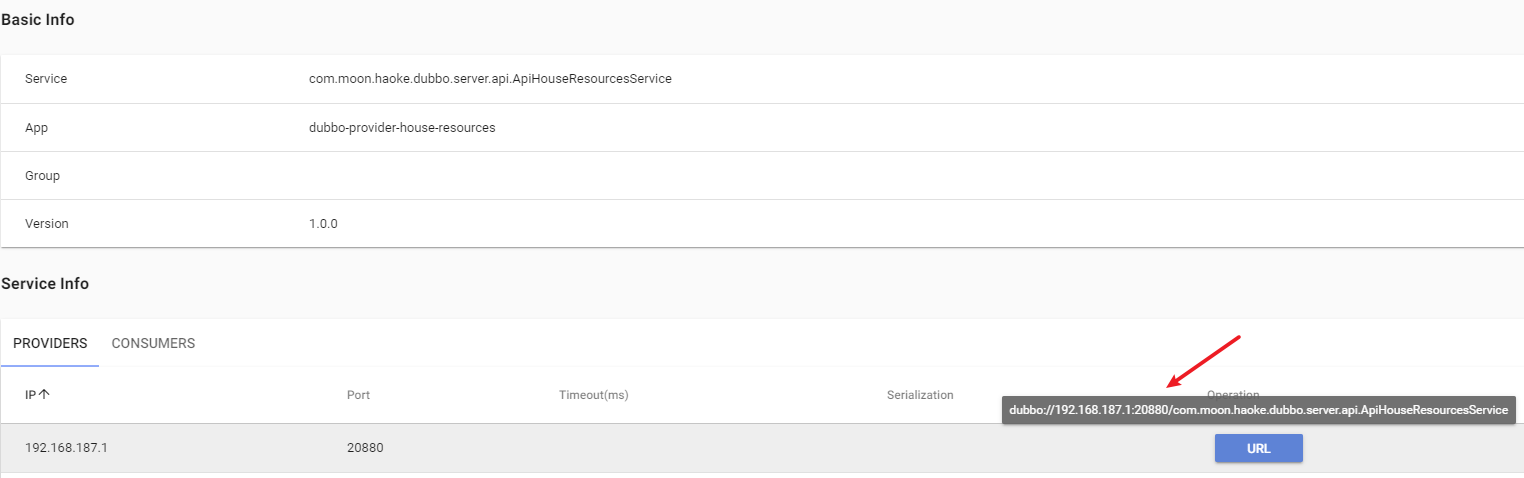 Basic Info
Service com.moon.haoke.dubbo.server.api.ApiHouseResourcesService
App dubbo-provider-house-resources
Group
Version 1.0.0
Service Info
PROVIDERS CONSUMERS
IP Port Timeout(ms) Serialization Operation
dubbo://192.168.187.1:20880/com.moon.haoke.dubbo.server.api.ApiHouseResourcesService
192.168.187.1 20880 URL